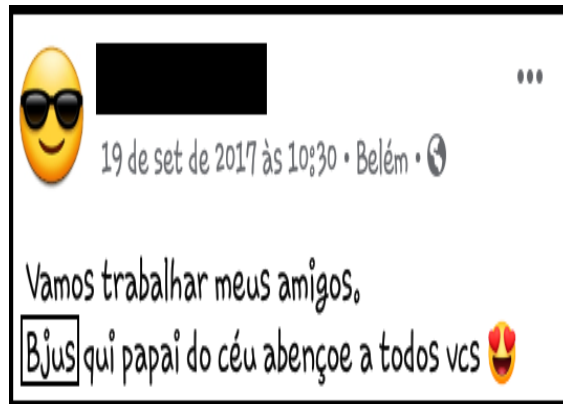 19 de set de 2017 às 10:30 • Belém •
Vamos trabalhar meus amigos.
Bjus qui papai do céu abençoe a todos vcs